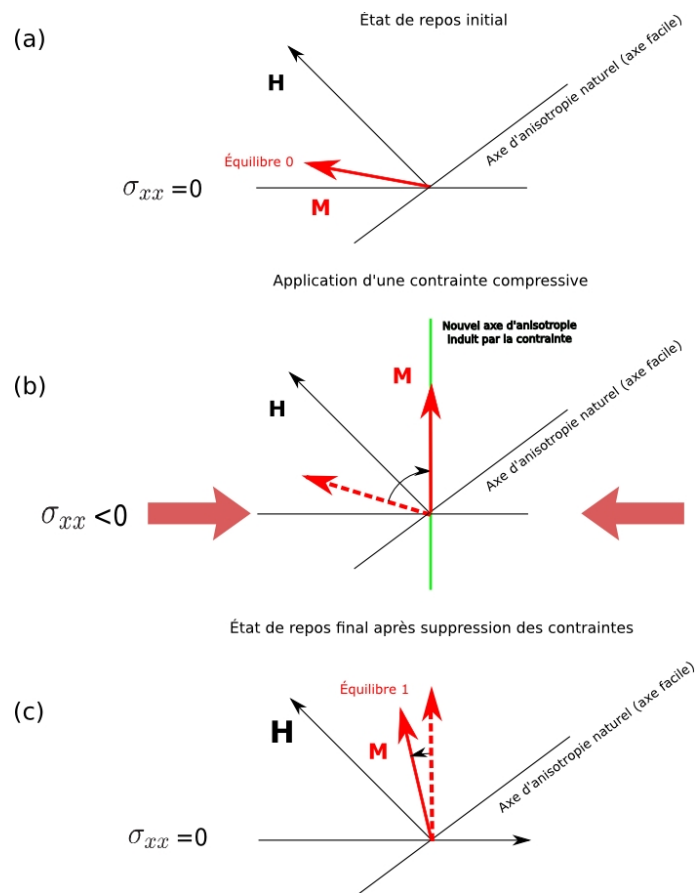 État de repos initial
(a)
H
Axe d'anisotropie naturel (axe facile)
Équilibre 0
σxx =0
M
Application d'une contrainte compressive
Nouvel axe d'anisotropie
induit par la contrainte
(b)
M
H
Axe d'anisotropie naturel (axe facile)
σxx <0
État de repos final après suppression des contraintes
(c)
Équilibre 1
H
M
Axe d'anisotropie naturel (axe facile)
σxx =0